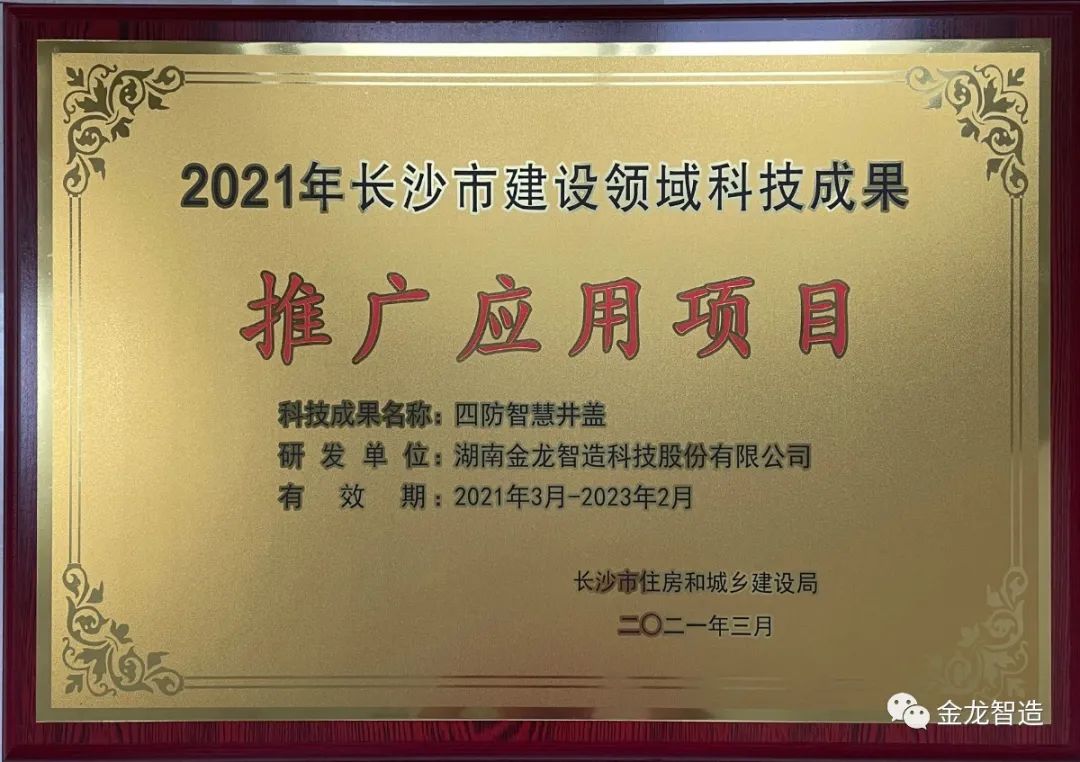 2021年长沙市建设领域科技成果
推广应用项目
科技成果名称：四防智慧井盖
研发单位：湖南金龙智造科技股份有限公司
有效期：2021年3月-2023年2月
长沙市住房和城乡建设局
二〇二一年三月
金龙智造